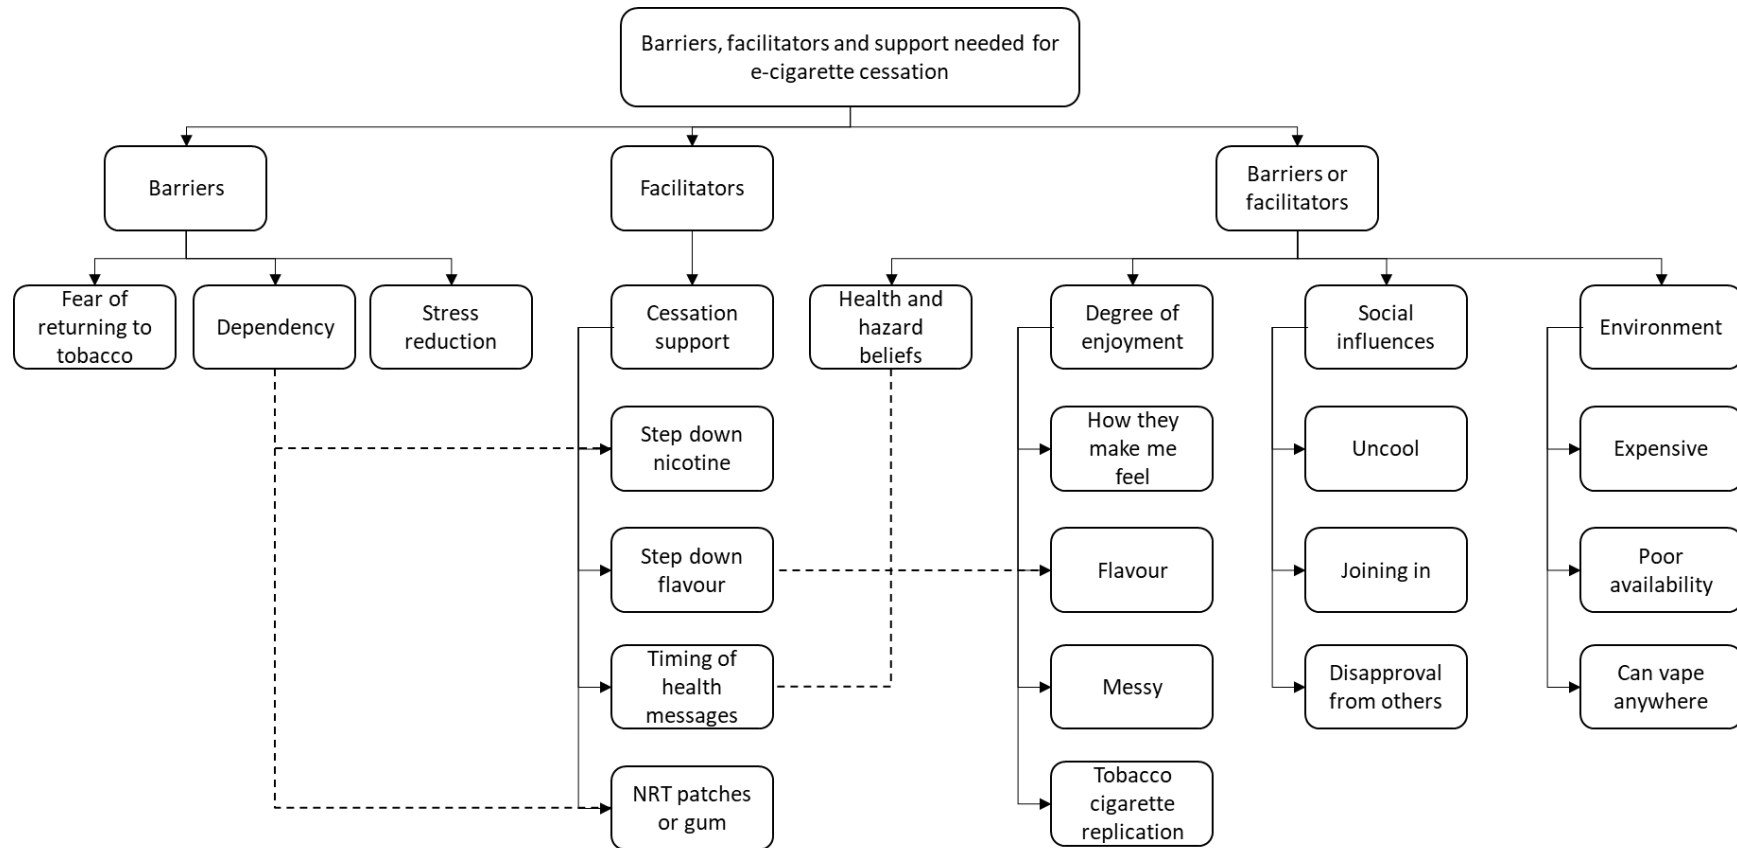 Barriers, facilitators and support needed for
e-cigarette cessation
Barriers
Facilitators
Barriers or
facilitators
Fear of
returning to
tobacco
Dependency
Stress
reduction
Cessation
support
Health and
hazard
beliefs
Degree of
enjoyment
Social
influences
Environment
Step down
nicotine
How they
make me
feel
Uncool
Expensive
Step down
flavour
Flavour
Joining in
Poor
availability
Timing of
health
messages
Messy
Disapproval
from others
Can vape
anywhere
NRT patches
or gum
Tobacco
cigarette
replication